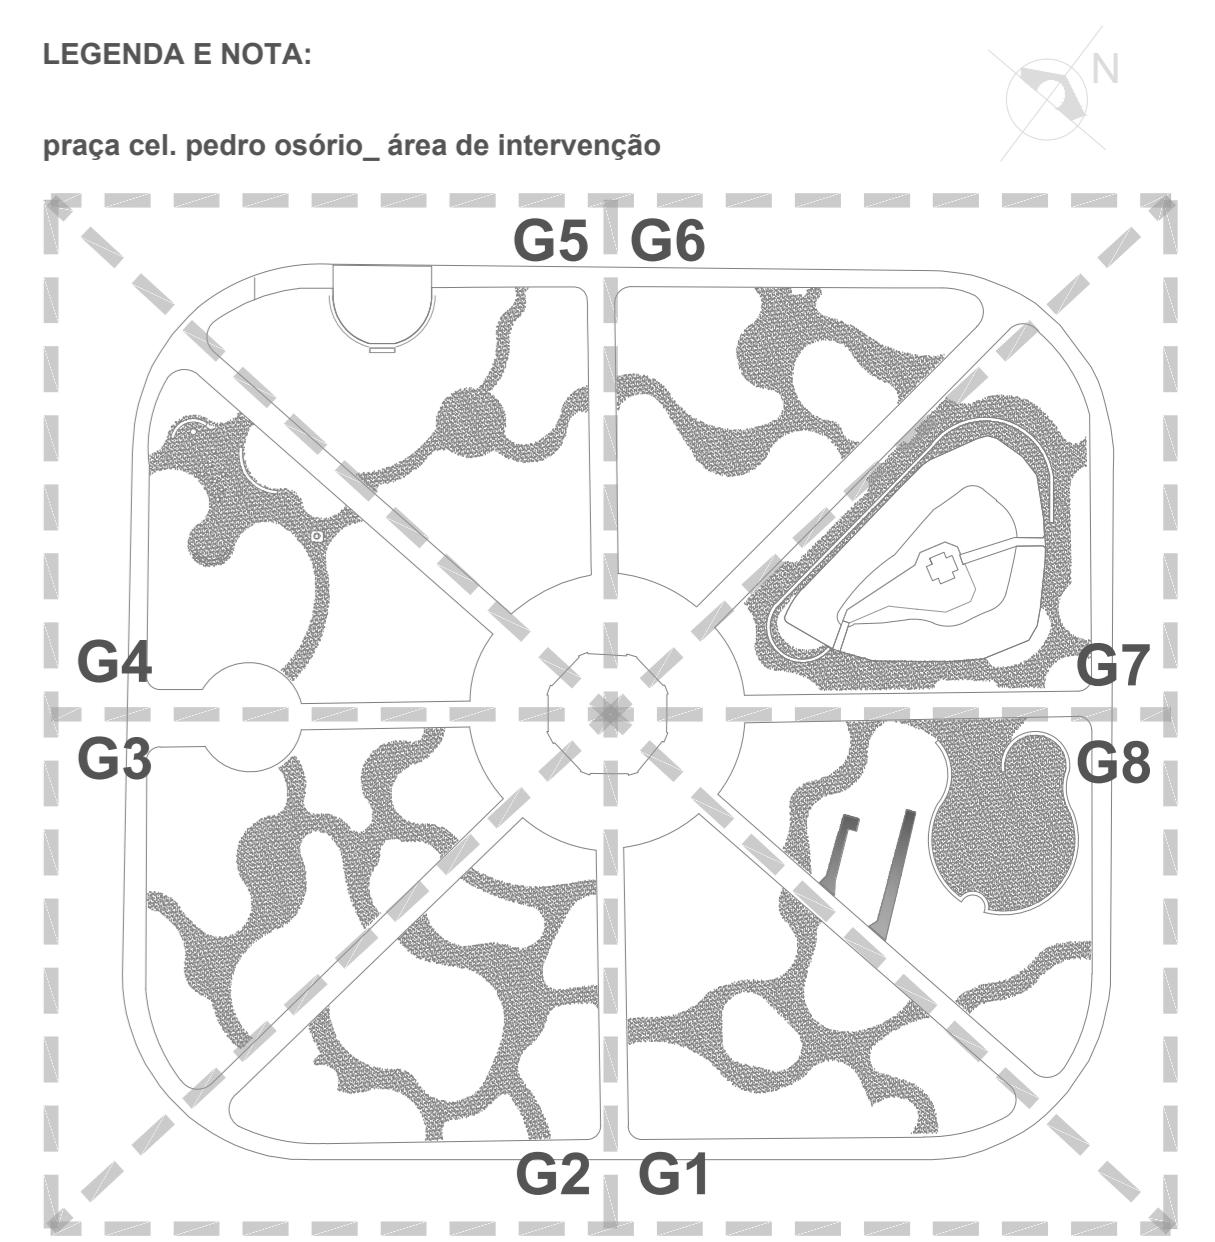 LEGENDA E NOTA:
N
praça cel. pedro osório_ área de intervenção
G5 G6
G4 G7
G3 G8
G2 G1